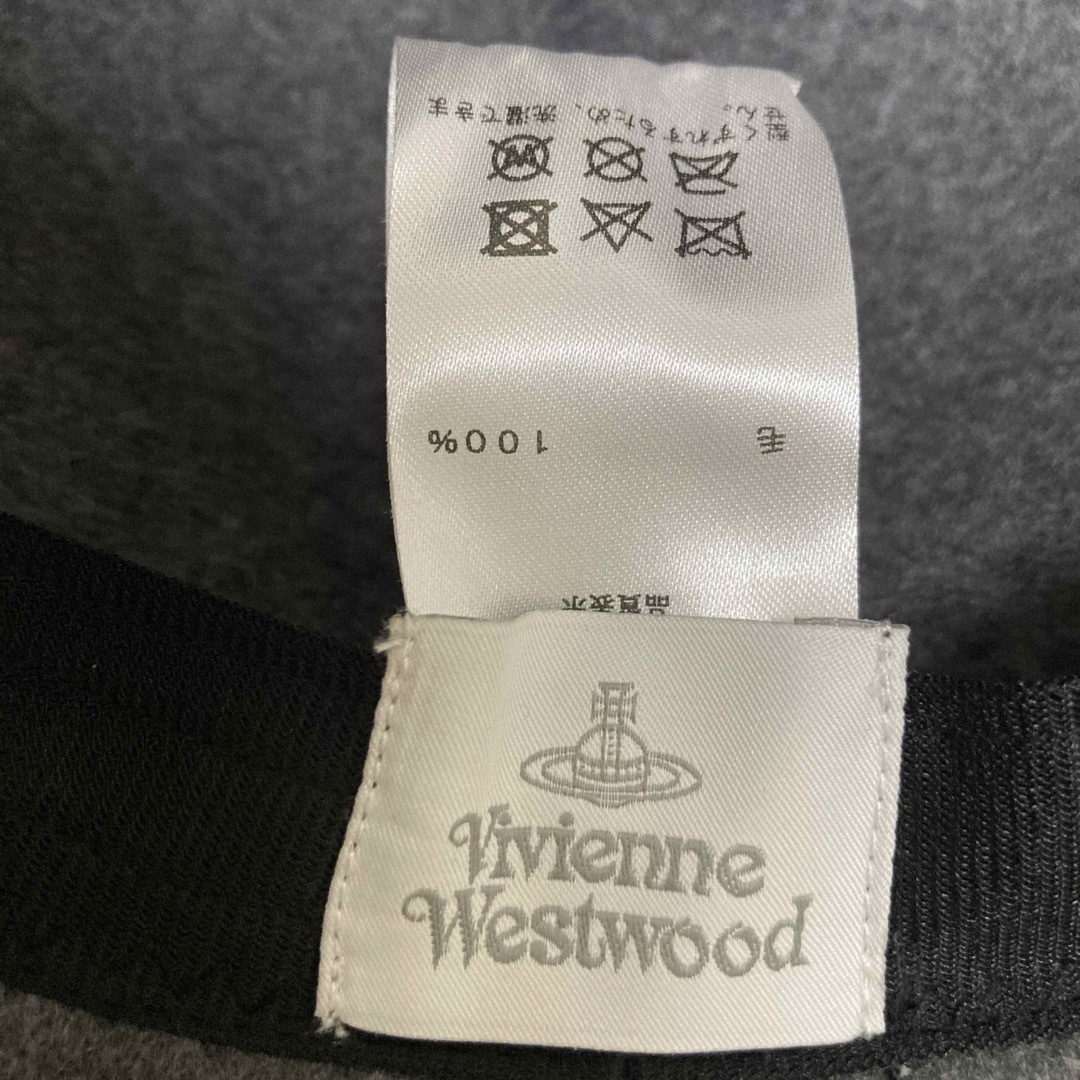 品質表示
毛 100%
型くずれするため、洗濯できま
せん。
Vivienne
Westwood